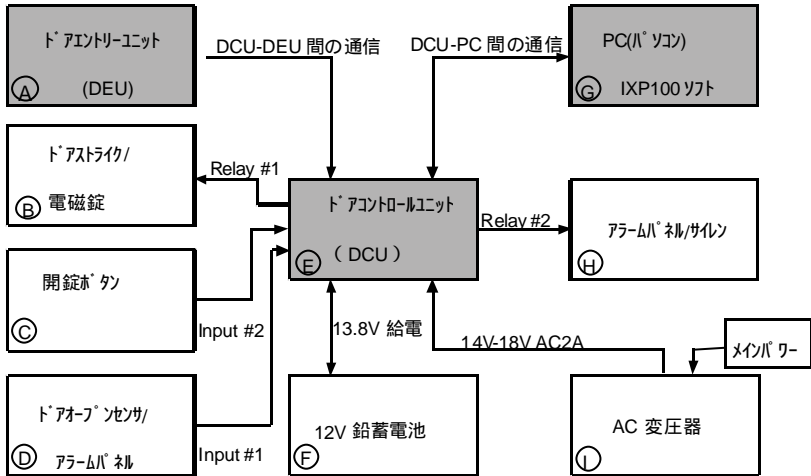 ﾄﾞｱｴﾝﾄﾘｰﾕﾆｯﾄ
(DEU)
A
DCU-DEU 間の通信
DCU-PC 間の通信
PC(ﾊﾟｿｺﾝ)
IXP100 ｿﾌﾄ
G
ﾄﾞｱｽﾄﾗｲｸ/
電磁錠
B
Relay #1
ﾄﾞｱｺﾝﾄﾛｰﾙﾕﾆｯﾄ
( DCU )
E
Relay #2
ｱﾗｰﾑﾊﾟﾈﾙ/ｻｲﾚﾝ
H
開錠ﾎﾞﾀﾝ
C
Input #2
13.8V 給電
14V-18V AC2A
ﾒｲﾝﾊﾟﾜｰ
ﾄﾞｱｵｰﾌﾟﾝｾﾝｻ/
ｱﾗｰﾑﾊﾟﾈﾙ
D
Input #1
12V 鉛蓄電池
F
AC 変圧器
I